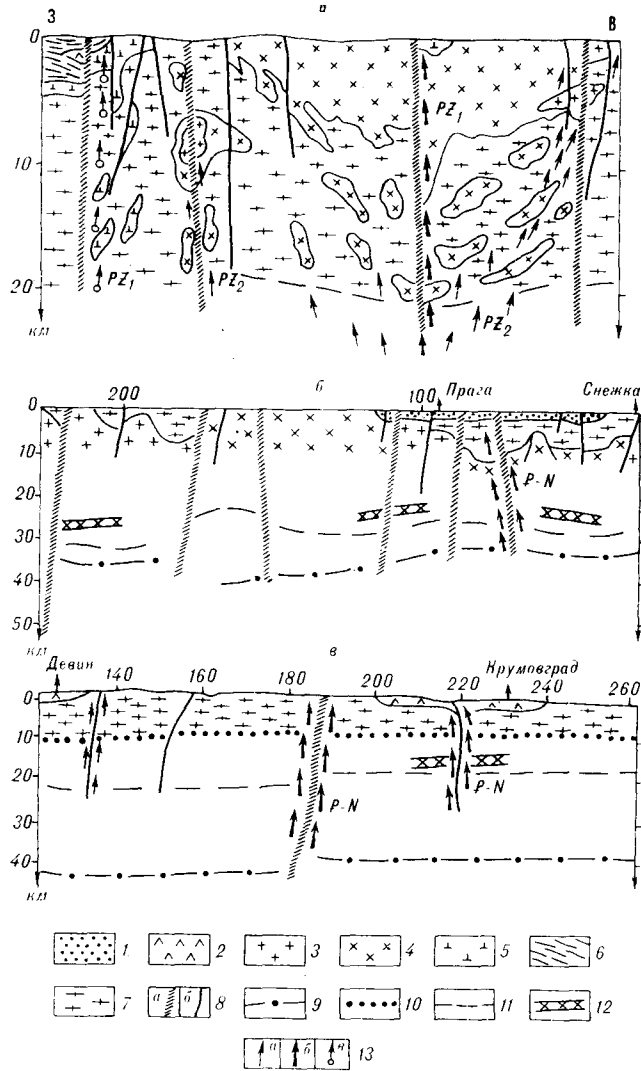 а
З В
0
10
20
км
PZ₁ PZ₂ PZ₁ PZ₂
б
200 100 Прага Снежка
0
10
20
30
40
50
км
P-N
в
Девин 140 160 180 200 220 Крумовград 240 260
0
10
20
30
40
км
P-N P-N
1 2 3 4 5 6
7 а б 8 9 10 11 12
а б в 13